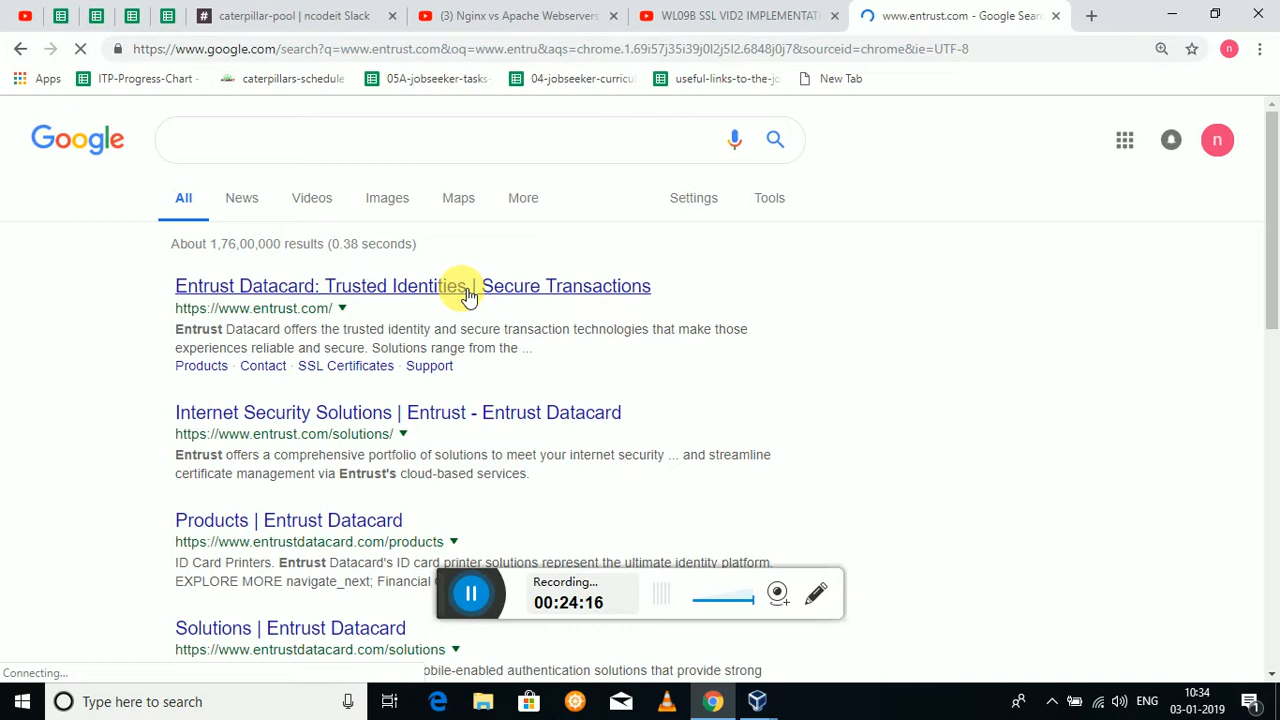 caterpillar-pool | ncodeit Slack
(3) Nginx vs Apache Webservers
WL09B SSL VID2 IMPLEMENTAT
www.entrust.com - Google Sear
https://www.google.com/search?q=www.entrust.com&oq=www.entru&aqs=chrome.1.69i57j35i39j0l2j5l2.6848j0j7&sourceid=chrome&ie=UTF-8
n
Apps
ITP-Progress-Chart -
caterpillars-schedule
05A-jobseeker-tasks-
04-jobseeker-curricu
useful-links-to-the-jo
New Tab
Google
n
All
News
Videos
Images
Maps
More
Settings
Tools
About 1,76,00,000 results (0.38 seconds)
Entrust Datacard: Trusted Identities | Secure Transactions
https://www.entrust.com/
Entrust Datacard offers the trusted identity and secure transaction technologies that make those
experiences reliable and secure. Solutions range from the ...
Products · Contact · SSL Certificates · Support
Internet Security Solutions | Entrust - Entrust Datacard
https://www.entrust.com/solutions/
Entrust offers a comprehensive portfolio of solutions to meet your internet security ... and streamline
certificate management via Entrust's cloud-based services.
Products | Entrust Datacard
https://www.entrustdatacard.com/products
ID Card Printers. Entrust Datacard's ID card printer solutions represent the ultimate identity platform.
EXPLORE MORE navigate_next; Financial
Recording...
00:24:16
Solutions | Entrust Datacard
https://www.entrustdatacard.com/solutions
Connecting...
mobile-enabled authentication solutions that provide strong
Type here to search
ENG
10:34
03-01-2019
1